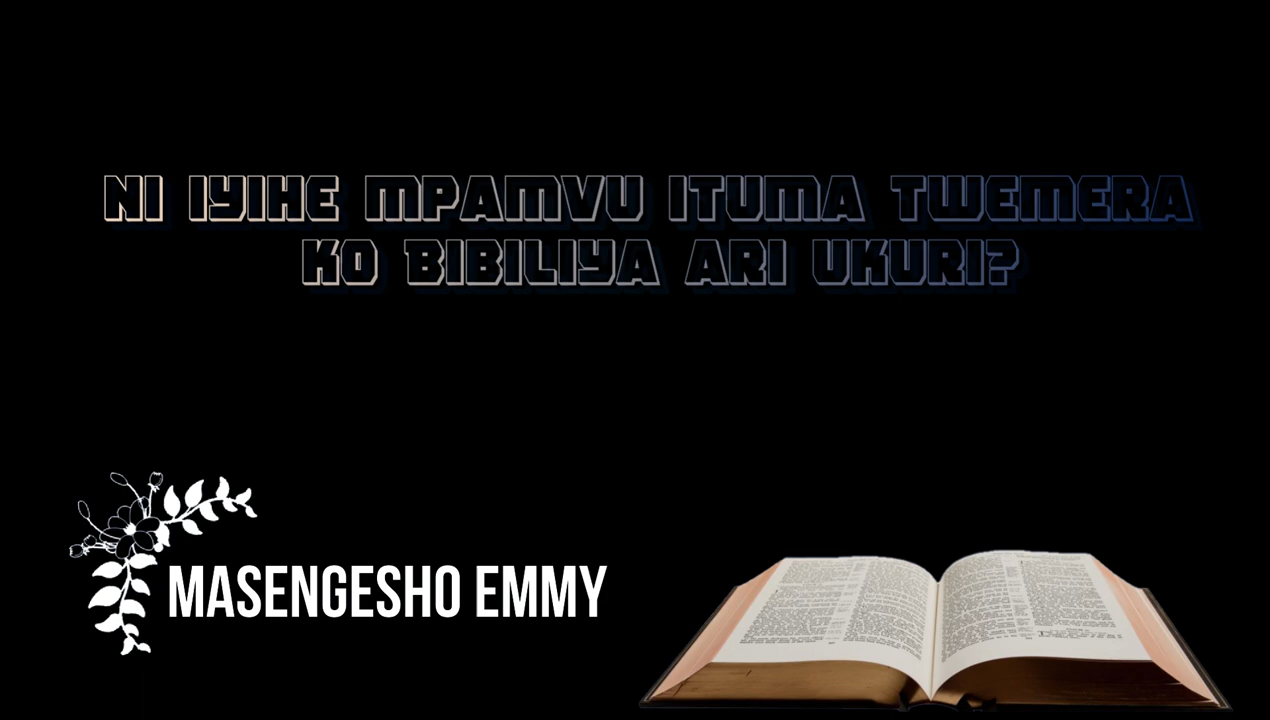 NI IYIHE MPAMVU ITUMA TWEMERA
KO BIBILIYA ARI UKURI?
MASENGESHO EMMY